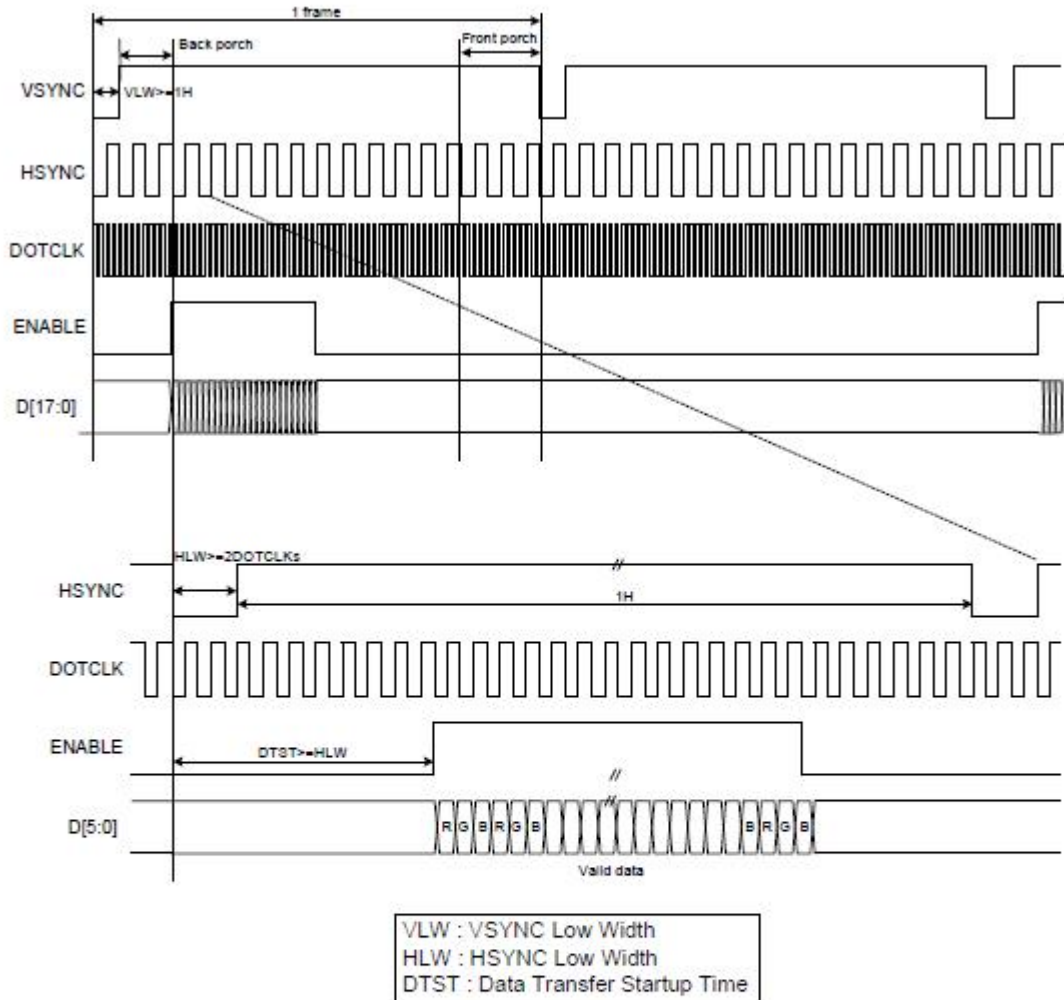 1 frame
Back porch
Front porch
VSYNC
VLW>=1H
HSYNC
DOTCLK
ENABLE
D[17:0]
HLW>=2DOTCLKs
HSYNC
//
1H
DOTCLK
ENABLE
DTST>=HLW
//
//
D[5:0]
R G B R G B B R G B
Valid data
VLW : VSYNC Low Width
HLW : HSYNC Low Width
DTST : Data Transfer Startup Time